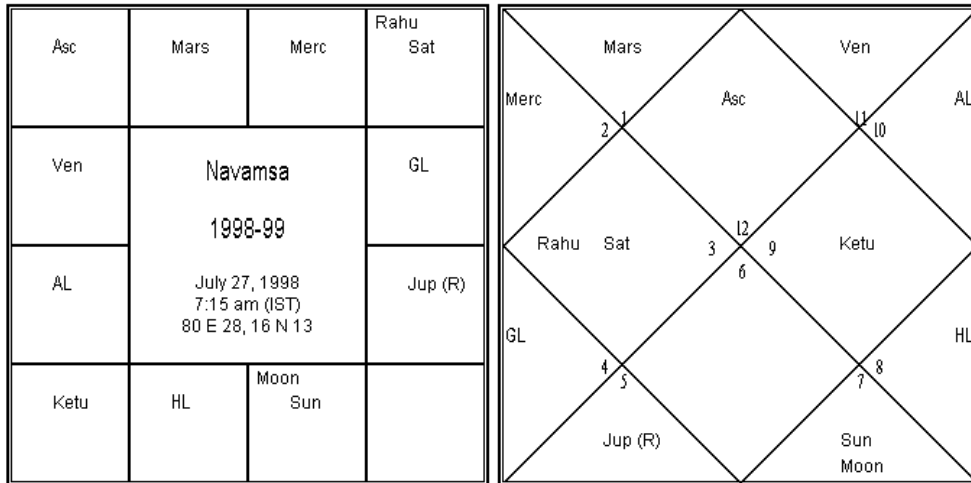 Asc
Mars
Merc
Rahu
Sat
Ven
Navamsa
1998-99
July 27, 1998
7:15 am (IST)
80 E 28, 16 N 13
GL
AL
Jup (R)
Ketu
HL
Moon
Sun
Mars
Ven
Merc
Asc
AL
2 1
11 10
Rahu Sat
3 12 9
6
Ketu
GL
HL
4 5
7 8
Jup (R)
Sun
Moon